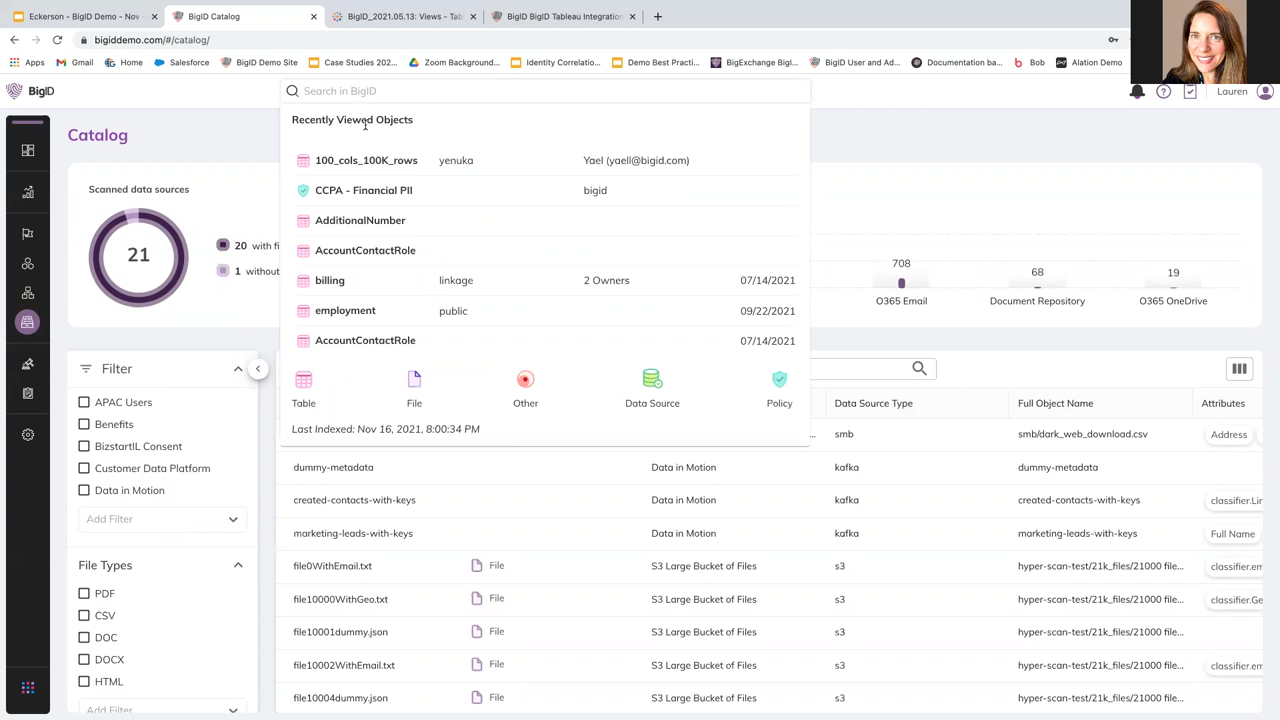 Eckerson - BigID Demo - Nov
BigID Catalog
BigID_2021.05.13: Views - Tab
BigID BigID Tableau Integration
bigiddemo.com/#/catalog/
Apps
Gmail
Home
Salesforce
BigID Demo Site
Case Studies 202...
Zoom Background...
Identity Correlatio...
Demo Best Practi...
BigExchange BigI...
BigID User and Ad...
Documentation ba...
Bob
Alation Demo
BigID
Search in BigID
Lauren
Catalog
Recently Viewed Objects
100_cols_100K_rows yenuka Yael (yaell@bigid.com)
CCPA - Financial PII bigid
AdditionalNumber
AccountContactRole
billing linkage 2 Owners 07/14/2021
employment public 09/22/2021
AccountContactRole 07/14/2021
Table File Other Data Source Policy
Last Indexed: Nov 16, 2021, 8:00:34 PM
Scanned data sources
21
20 with fi
1 without
708
O365 Email
68
Document Repository
19
O365 OneDrive
Filter
APAC Users
Benefits
BizstartIL Consent
Customer Data Platform
Data in Motion
Add Filter
File Types
PDF
CSV
DOC
DOCX
HTML
Add Filter
Data Source Type Full Object Name Attributes
... smb smb/dark_web_download.csv Address
dummy-metadata Data in Motion kafka dummy-metadata
created-contacts-with-keys Data in Motion kafka created-contacts-with-keys classifier.Lin
marketing-leads-with-keys Data in Motion kafka marketing-leads-with-keys Full Name
file0WithEmail.txt File S3 Large Bucket of Files s3 hyper-scan-test/21k_files/21000 file... classifier.em
file10000WithGeo.txt File S3 Large Bucket of Files s3 hyper-scan-test/21k_files/21000 file... classifier.Ge
file10001dummy.json File S3 Large Bucket of Files s3 hyper-scan-test/21k_files/21000 file...
file10002WithEmail.txt File S3 Large Bucket of Files s3 hyper-scan-test/21k_files/21000 file... classifier.em
file10004dummy.json File S3 Large Bucket of Files s3 hyper-scan-test/21k_files/21000 file...